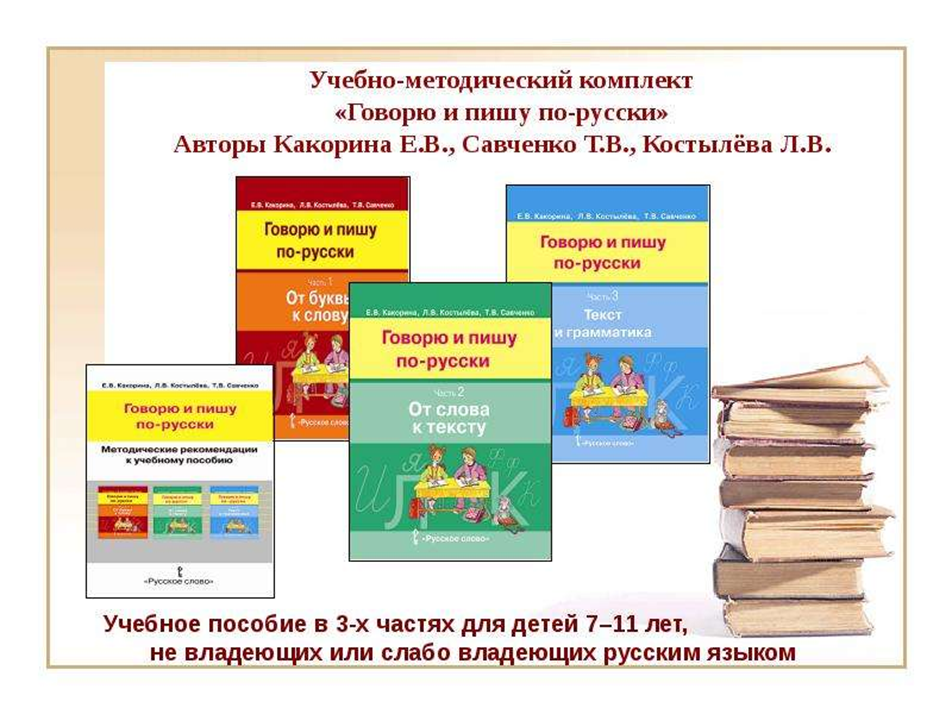 Учебно-методический комплект
«Говорю и пишу по-русски»
Авторы Какорина Е.В., Савченко Т.В., Костылёва Л.В.
Е.В. Какорина, Л.В. Костылёва, Т.В. Савченко
Говорю и пишу
по-русски
Часть 1
От буквы
к слову
«Русское слово»
Е.В. Какорина, Л.В. Костылёва, Т.В. Савченко
Говорю и пишу
по-русски
Часть 3
Текст
и грамматика
«Русское слово»
Е.В. Какорина, Л.В. Костылёва, Т.В. Савченко
Говорю и пишу
по-русски
Часть 2
От слова
к тексту
«Русское слово»
Е.В. Какорина, Л.В. Костылёва, Т.В. Савченко
Говорю и пишу
по-русски
Методические рекомендации
к учебному пособию
«Русское слово»
Учебное пособие в 3-х частях для детей 7–11 лет,
не владеющих или слабо владеющих русским языком